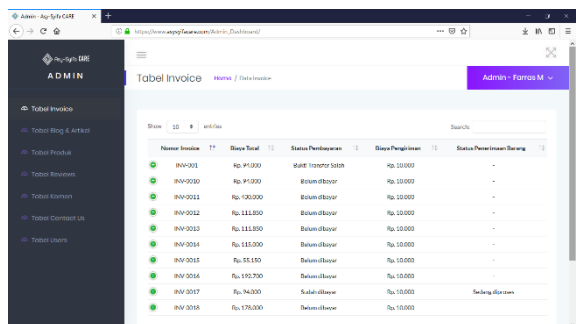 Admin - Asy-Syifa CARE
https://www.asysyifacare.com/Admin_Dashboard/
Asy-Syifa CARE
ADMIN
Tabel Invoice Home / Data Invoice
Admin - Farras M
Tabel Invoice
Tabel Blog & Artikel
Tabel Produk
Tabel Reviews
Tabel Komen
Tabel Contact Us
Tabel Users
Show 10 entries Search:
Nomor Invoice Biaya Total Status Pembayaran Biaya Pengiriman Status Penerimaan Barang
INV-001 Rp. 94.000 Bukti Transfer Salah Rp. 10.000 -
INV-0010 Rp. 94.000 Belum dibayar Rp. 10.000 -
INV-0011 Rp. 400.000 Belum dibayar Rp. 10.000 -
INV-0012 Rp. 111.850 Belum dibayar Rp. 10.000 -
INV-0013 Rp. 111.850 Belum dibayar Rp. 10.000 -
INV-0014 Rp. 115.000 Belum dibayar Rp. 10.000 -
INV-0015 Rp. 55.150 Belum dibayar Rp. 10.000 -
INV-0016 Rp. 192.700 Belum dibayar Rp. 10.000 -
INV-0017 Rp. 94.000 Sudah dibayar Rp. 10.000 Sedang diproses
INV-0018 Rp. 178.000 Belum dibayar Rp. 10.000